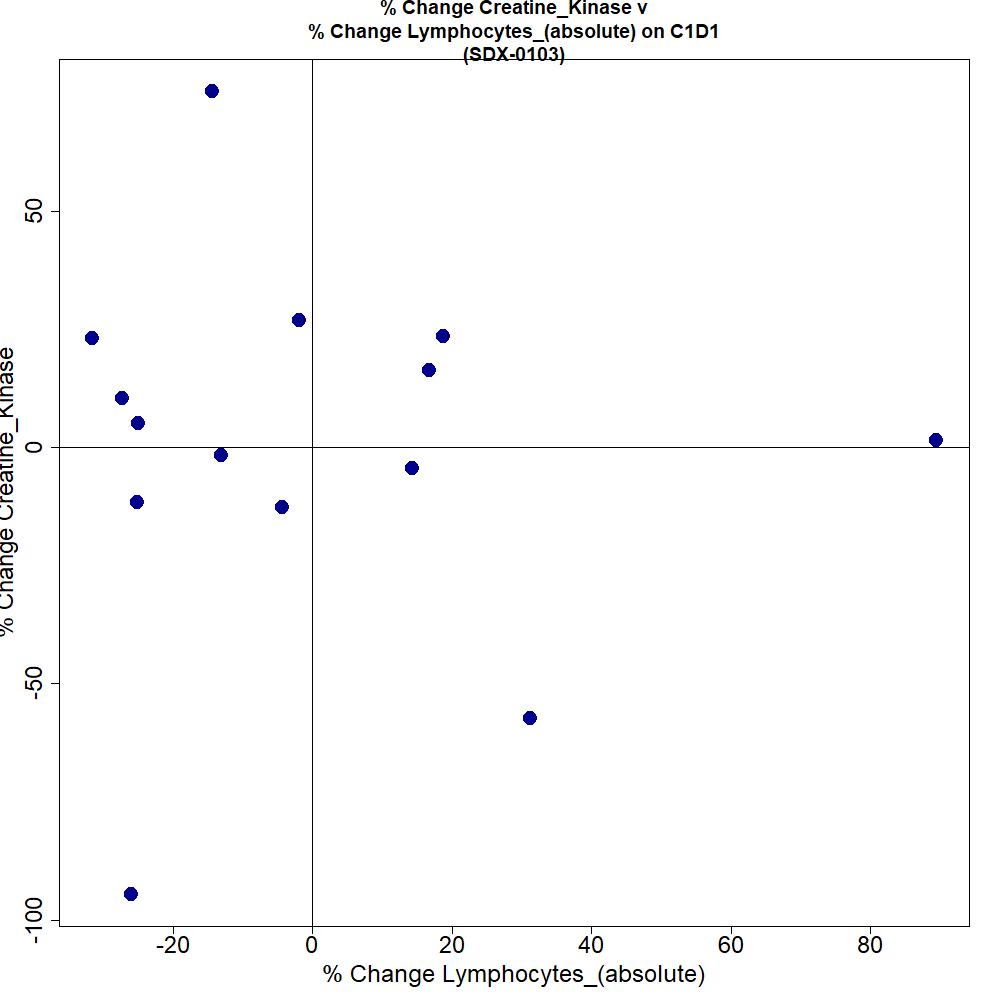 % Change Creatine_Kinase v
% Change Lymphocytes_(absolute) on C1D1
(SDX-0103)
% Change Creatine_Kinase
50
0
-50
-100
-20
0
20
40
60
80
% Change Lymphocytes_(absolute)